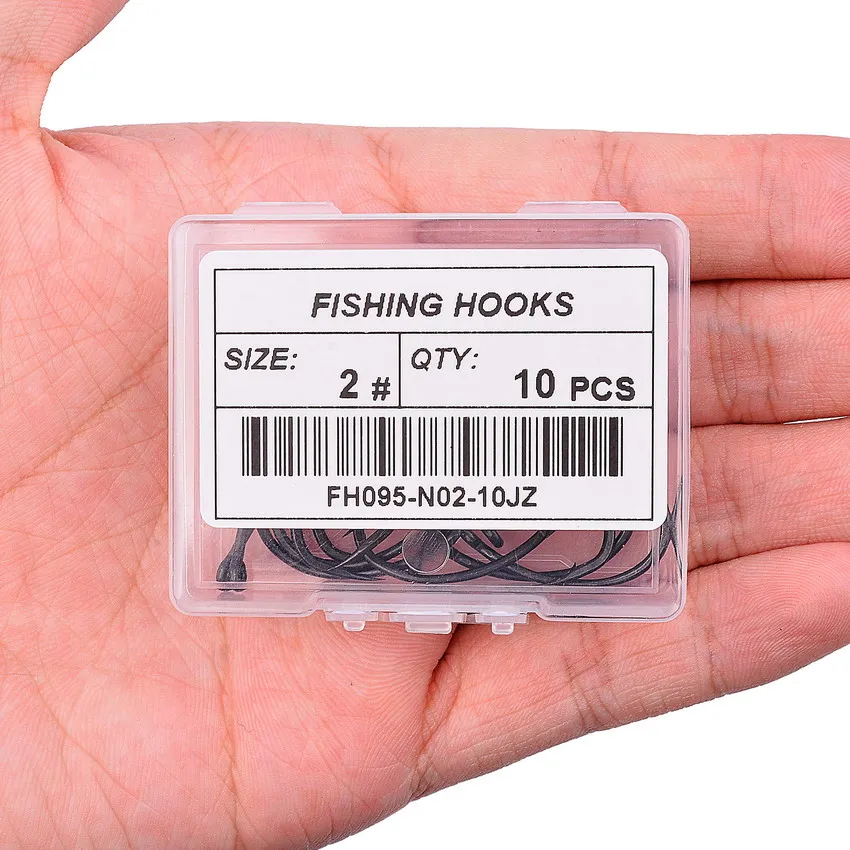 FISHING HOOKS
SIZE: 2 # QTY: 10 PCS
FH095-N02-10JZ